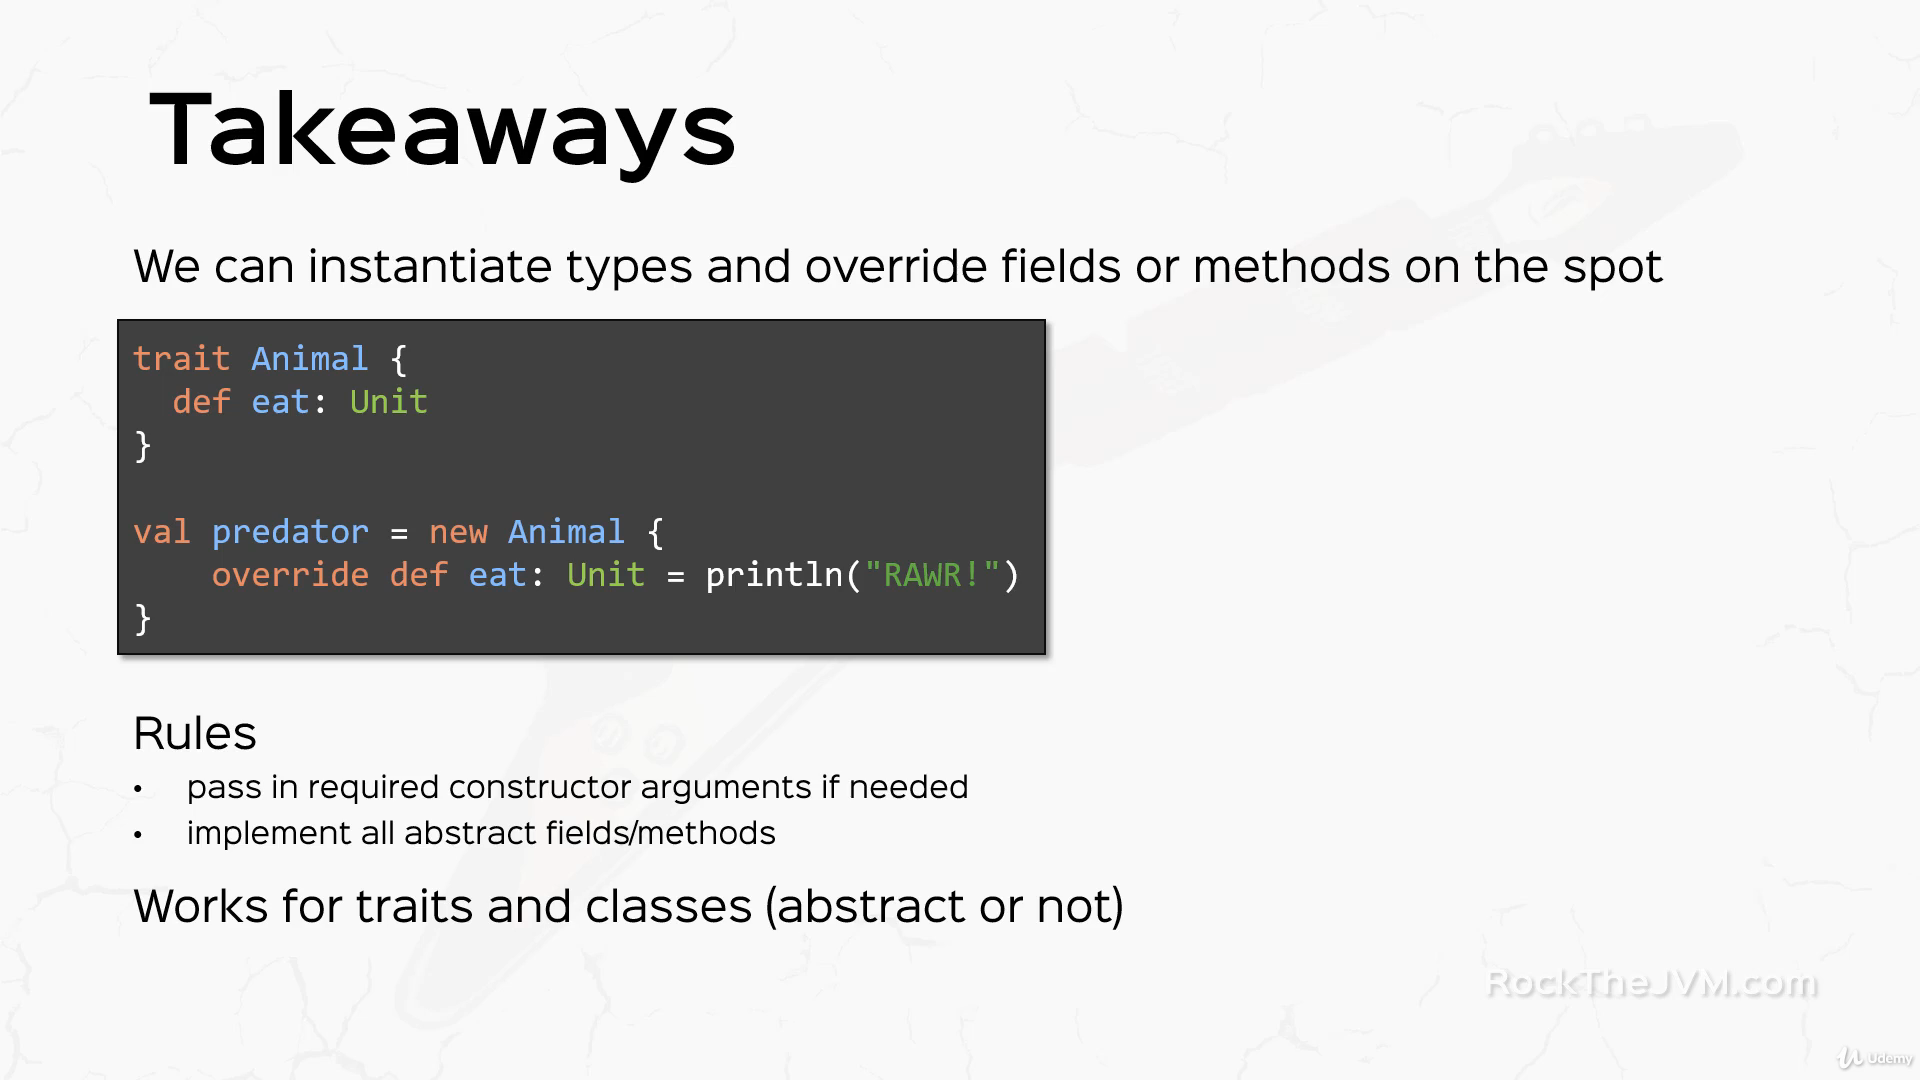 Takeaways
We can instantiate types and override fields or methods on the spot
trait Animal {
  def eat: Unit
}
val predator = new Animal {
    override def eat: Unit = println("RAWR!")
}
Rules
• pass in required constructor arguments if needed
• implement all abstract fields/methods
Works for traits and classes (abstract or not)
RockTheJVM.com
Udemy